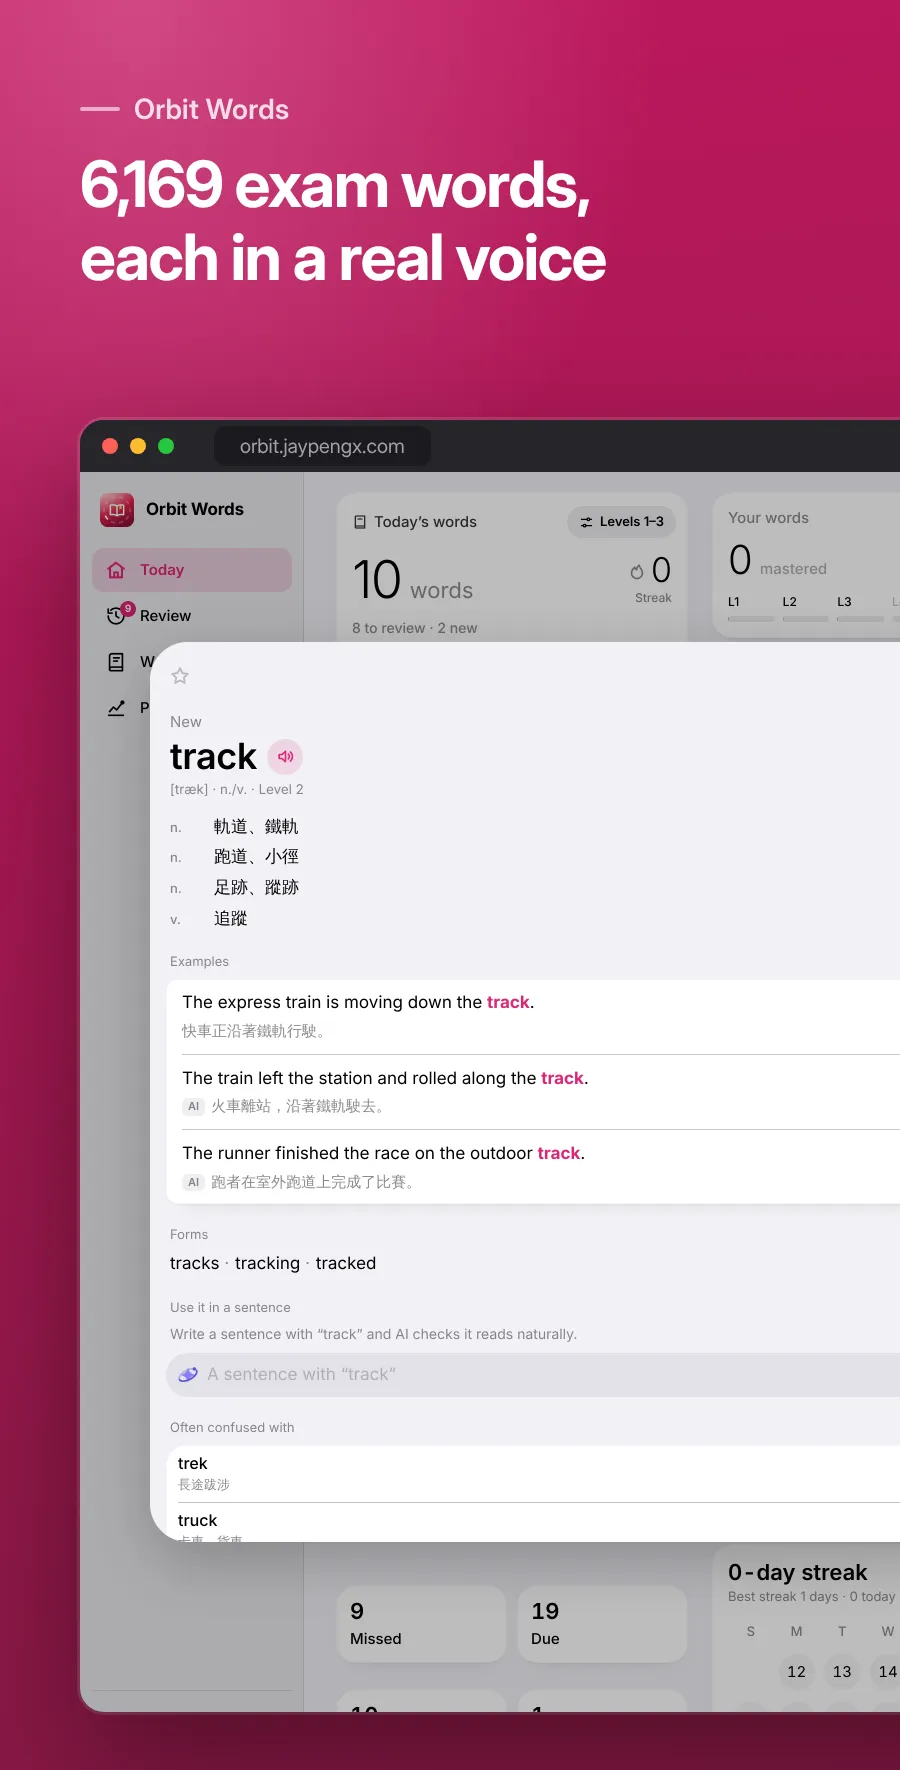 Orbit Words
6,169 exam words,
each in a real voice
orbit.jaypengx.com
Orbit Words
Today
9
Review
W
P
Today's words
Levels 1–3
10 words
0
Streak
8 to review · 2 new
Your words
0 mastered
L1 L2 L3
New
track
[træk] · n./v. · Level 2
n. 軌道、鐵軌
n. 跑道、小徑
n. 足跡、蹤跡
v. 追蹤
Examples
The express train is moving down the track.
快車正沿著鐵軌行駛。
The train left the station and rolled along the track.
AI 火車離站，沿著鐵軌駛去。
The runner finished the race on the outdoor track.
AI 跑者在室外跑道上完成了比賽。
Forms
tracks · tracking · tracked
Use it in a sentence
Write a sentence with “track” and AI checks it reads naturally.
A sentence with “track”
Often confused with
trek
長途跋涉
truck
9
Missed
19
Due
0-day streak
Best streak 1 days · 0 today
S M T W
12 13 14